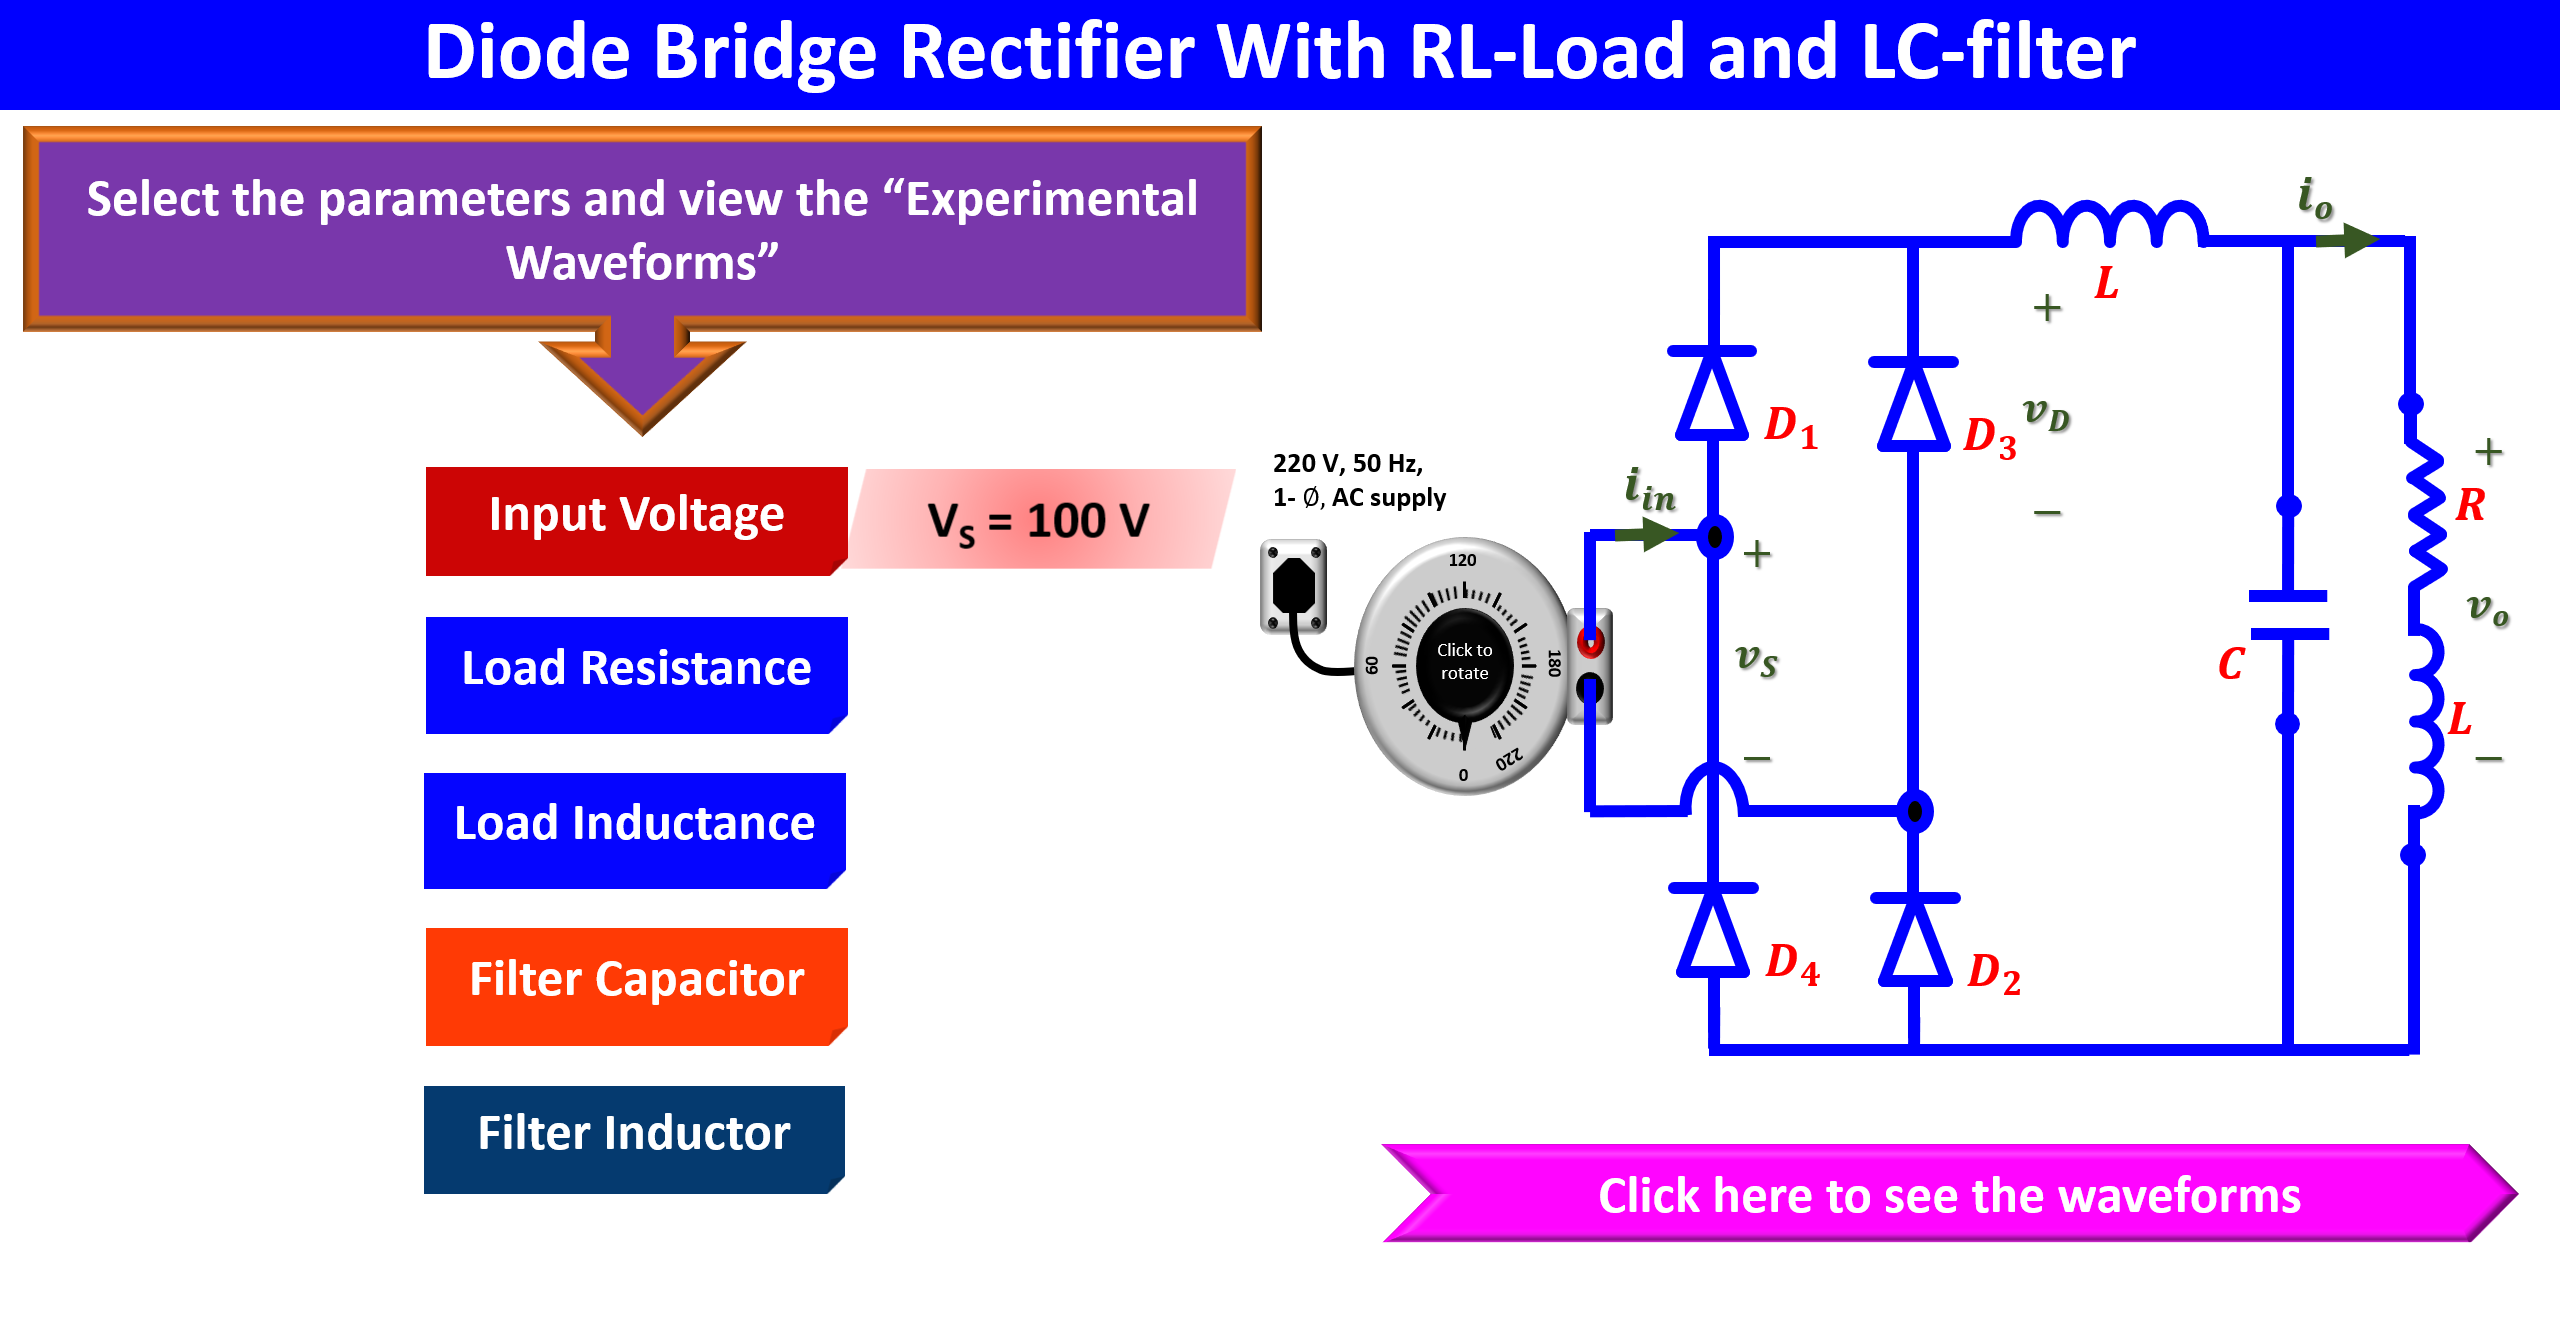 Diode Bridge Rectifier With RL-Load and LC-filter
Select the parameters and view the “Experimental
Waveforms”
Input Voltage
V_S = 100 V
Load Resistance
Load Inductance
Filter Capacitor
Filter Inductor
220 V, 50 Hz,
1- ∅, AC supply
120
60
180
220
0
Click to
rotate
i_in
+
v_S
−
D_1
D_3
D_4
D_2
L
+
v_D
−
i_o
C
+
R
v_o
L
−
Click here to see the waveforms